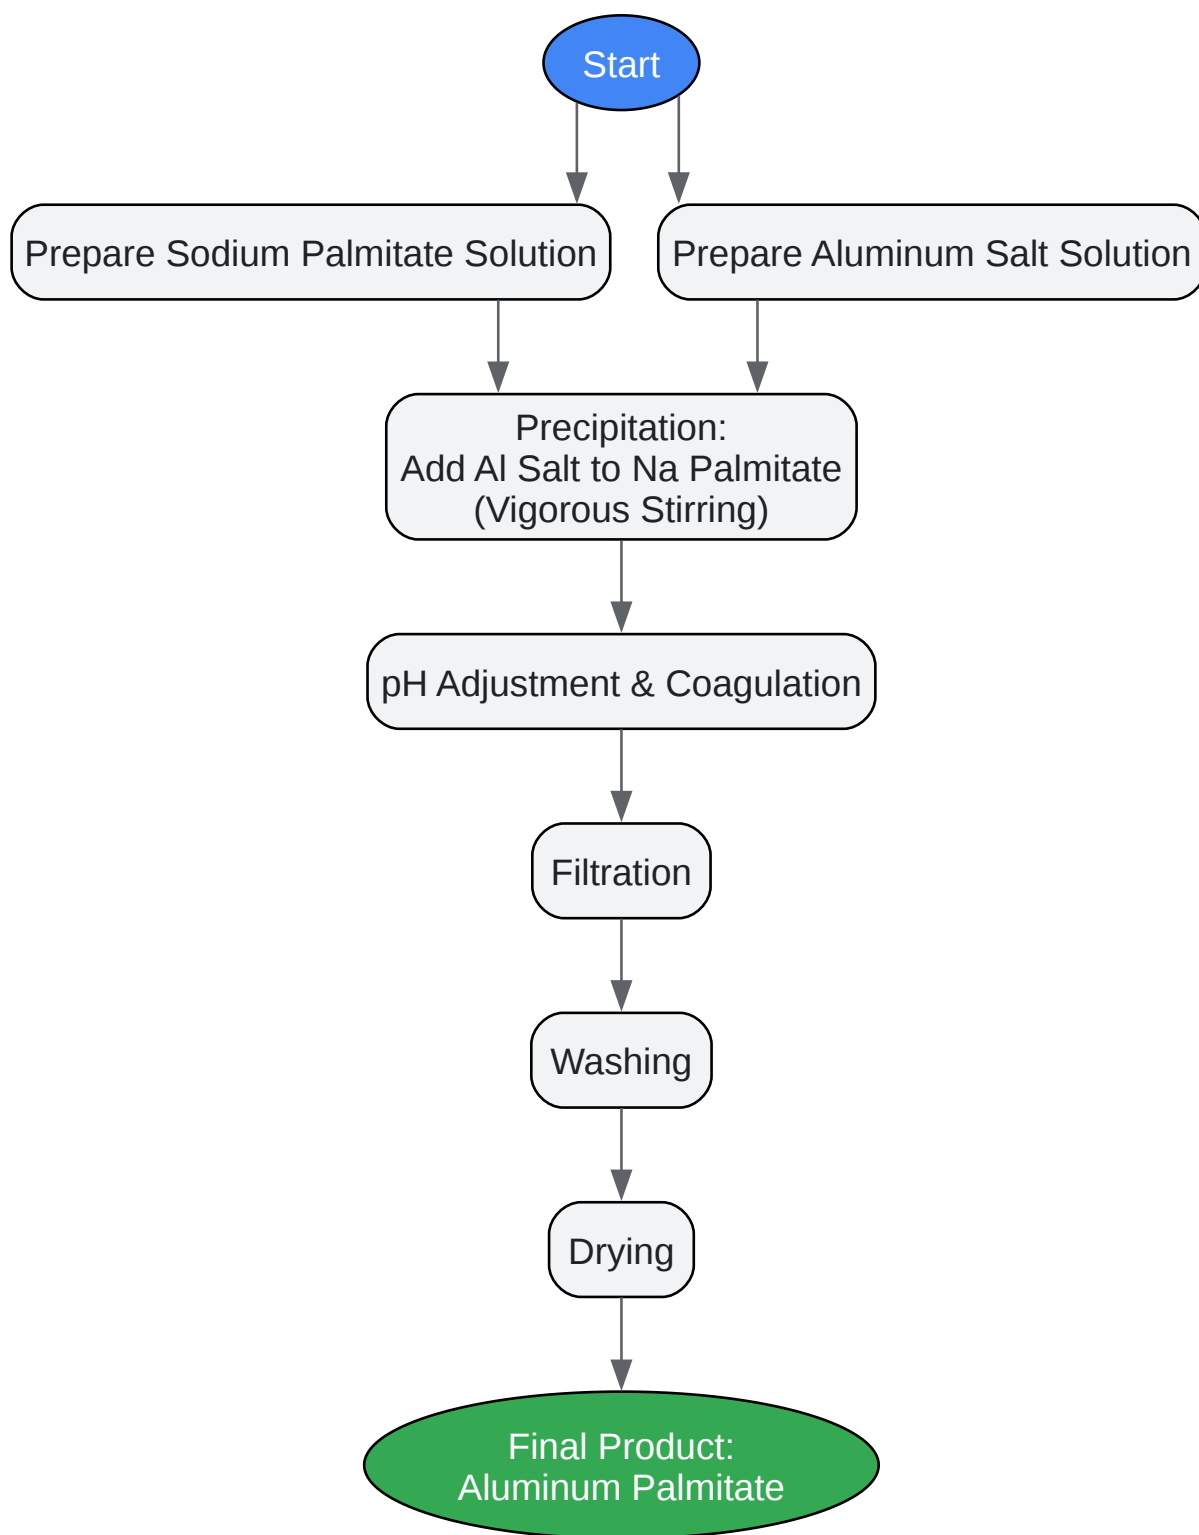 Start
Prepare Sodium Palmitate Solution
Prepare Aluminum Salt Solution
Precipitation:
Add Al Salt to Na Palmitate
(Vigorous Stirring)
pH Adjustment & Coagulation
Filtration
Washing
Drying
Final Product:
Aluminum Palmitate